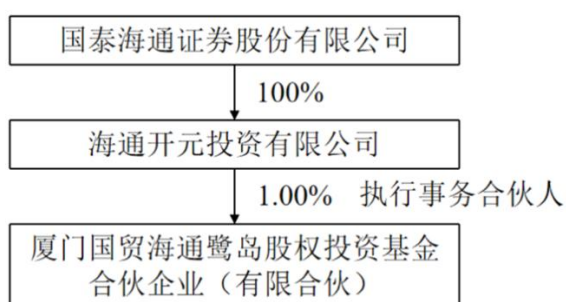 国泰海通证券股份有限公司
100%
海通开元投资有限公司
1.00% 执行事务合伙人
厦门国贸海通鹭岛股权投资基金
合伙企业（有限合伙）